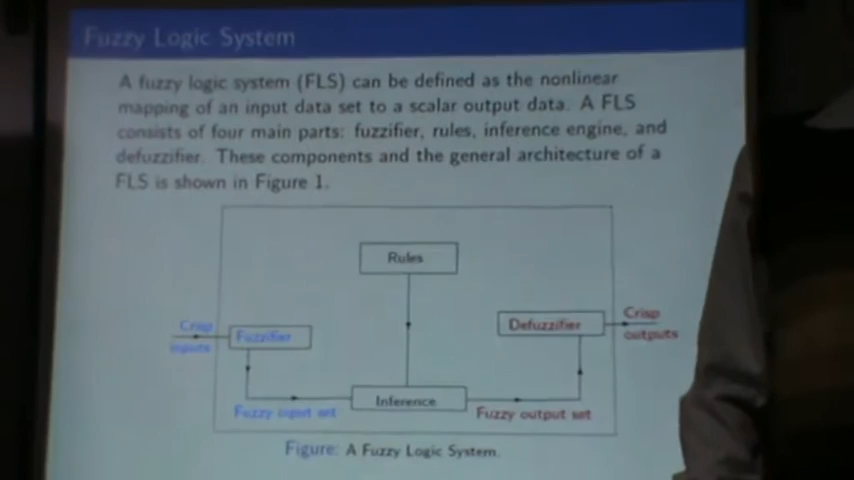 Fuzzy Logic System
A fuzzy logic system (FLS) can be defined as the nonlinear
mapping of an input data set to a scalar output data. A FLS
consists of four main parts: fuzzifier, rules, inference engine, and
defuzzifier. These components and the general architecture of a
FLS is shown in Figure 1.
Rules
Crisp
inputs
Fuzzifier
Defuzzifier
Crisp
outputs
Inference
Fuzzy input set
Fuzzy output set
Figure: A Fuzzy Logic System.